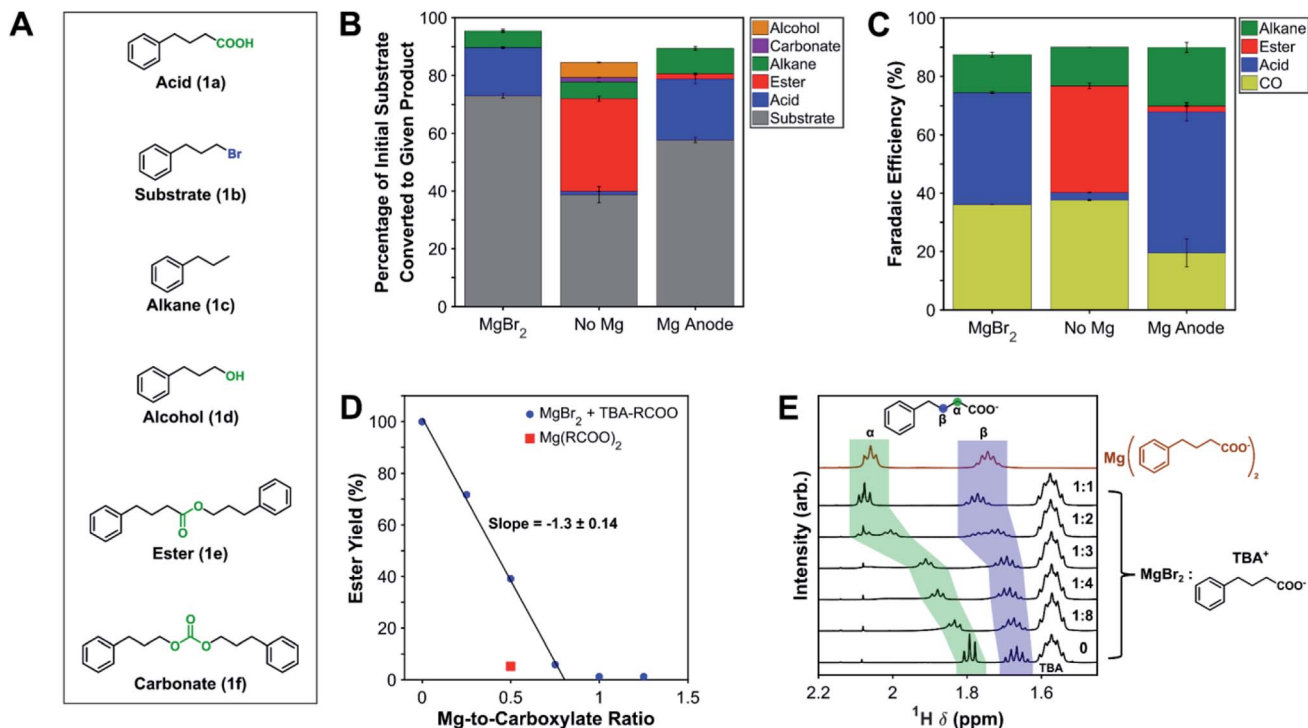 A
COOH
Acid (1a)
Br
Substrate (1b)
Alkane (1c)
OH
Alcohol (1d)
O
O
Ester (1e)
O
O
O
Carbonate (1f)
B
Percentage of Initial Substrate
Converted to Given Product
100
80
60
40
20
0
MgBr₂
No Mg
Mg Anode
Alcohol
Carbonate
Alkane
Ester
Acid
Substrate
C
Faradaic Efficiency (%)
100
80
60
40
20
0
MgBr₂
No Mg
Mg Anode
Alkane
Ester
Acid
CO
D
Ester Yield (%)
100
80
60
40
20
0
0
0.5
1
1.5
Mg-to-Carboxylate Ratio
MgBr₂ + TBA-RCOO
Mg(RCOO)₂
Slope = -1.3 ± 0.14
E
α
COO⁻
β
α
β
Mg( COO⁻ )₂
1:1
1:2
1:3
1:4
1:8
0
TBA
MgBr₂ :
TBA⁺
COO⁻
Intensity (arb.)
2.2
2
1.8
1.6
¹H δ (ppm)